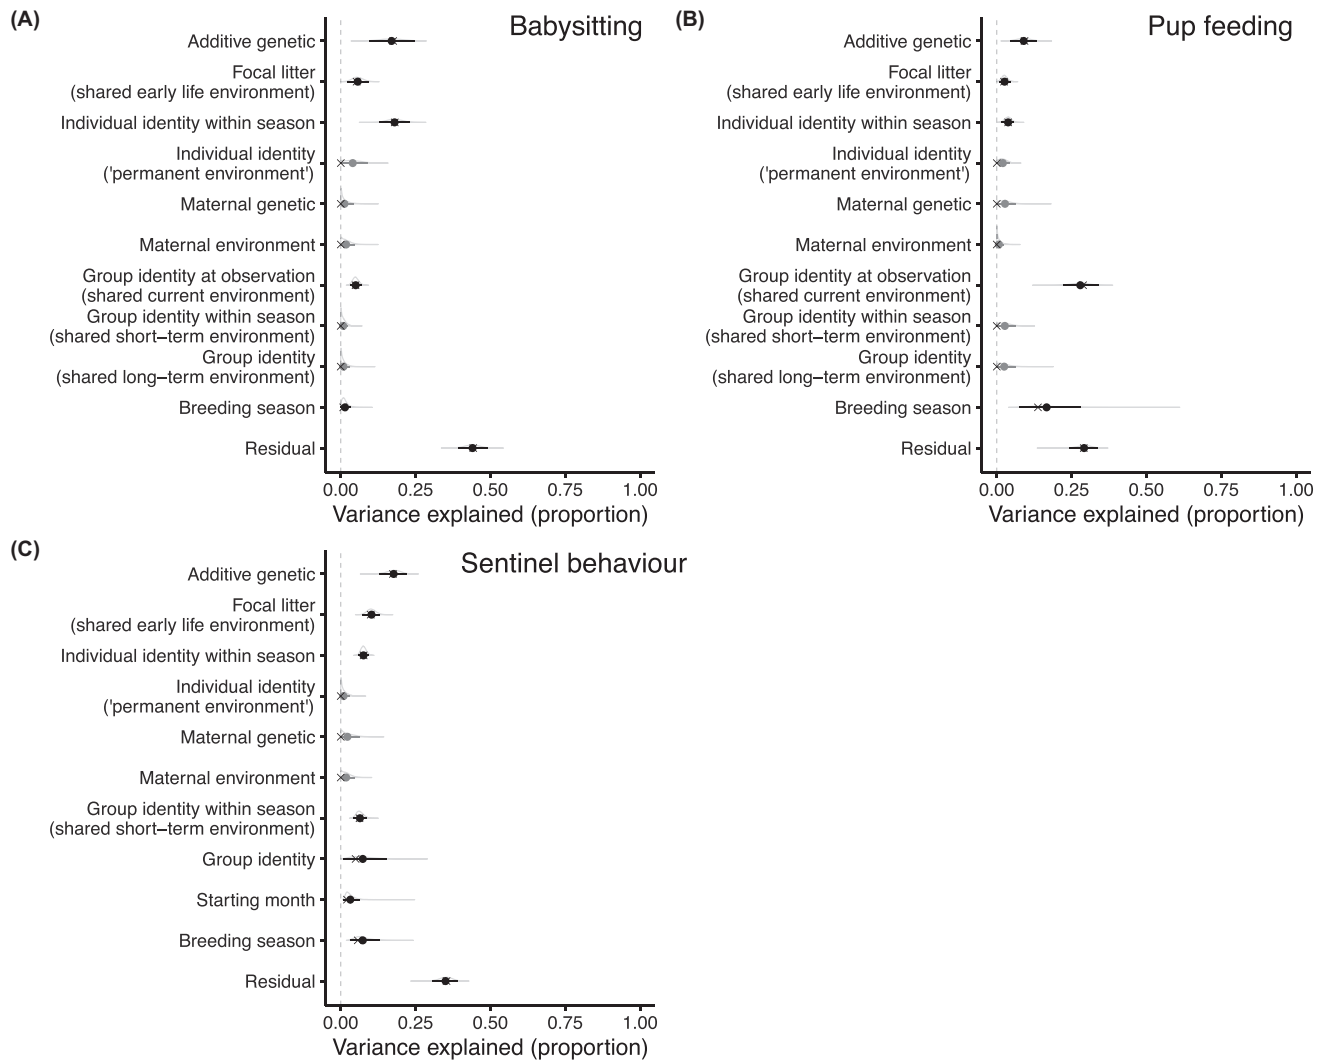 (A)
Babysitting
Additive genetic
Focal litter
(shared early life environment)
Individual identity within season
Individual identity
('permanent environment')
Maternal genetic
Maternal environment
Group identity at observation
(shared current environment)
Group identity within season
(shared short−term environment)
Group identity
(shared long−term environment)
Breeding season
Residual
0.00 0.25 0.50 0.75 1.00
Variance explained (proportion)
(B)
Pup feeding
Additive genetic
Focal litter
(shared early life environment)
Individual identity within season
Individual identity
('permanent environment')
Maternal genetic
Maternal environment
Group identity at observation
(shared current environment)
Group identity within season
(shared short−term environment)
Group identity
(shared long−term environment)
Breeding season
Residual
0.00 0.25 0.50 0.75 1.00
Variance explained (proportion)
(C)
Sentinel behaviour
Additive genetic
Focal litter
(shared early life environment)
Individual identity within season
Individual identity
('permanent environment')
Maternal genetic
Maternal environment
Group identity within season
(shared short−term environment)
Group identity
Starting month
Breeding season
Residual
0.00 0.25 0.50 0.75 1.00
Variance explained (proportion)